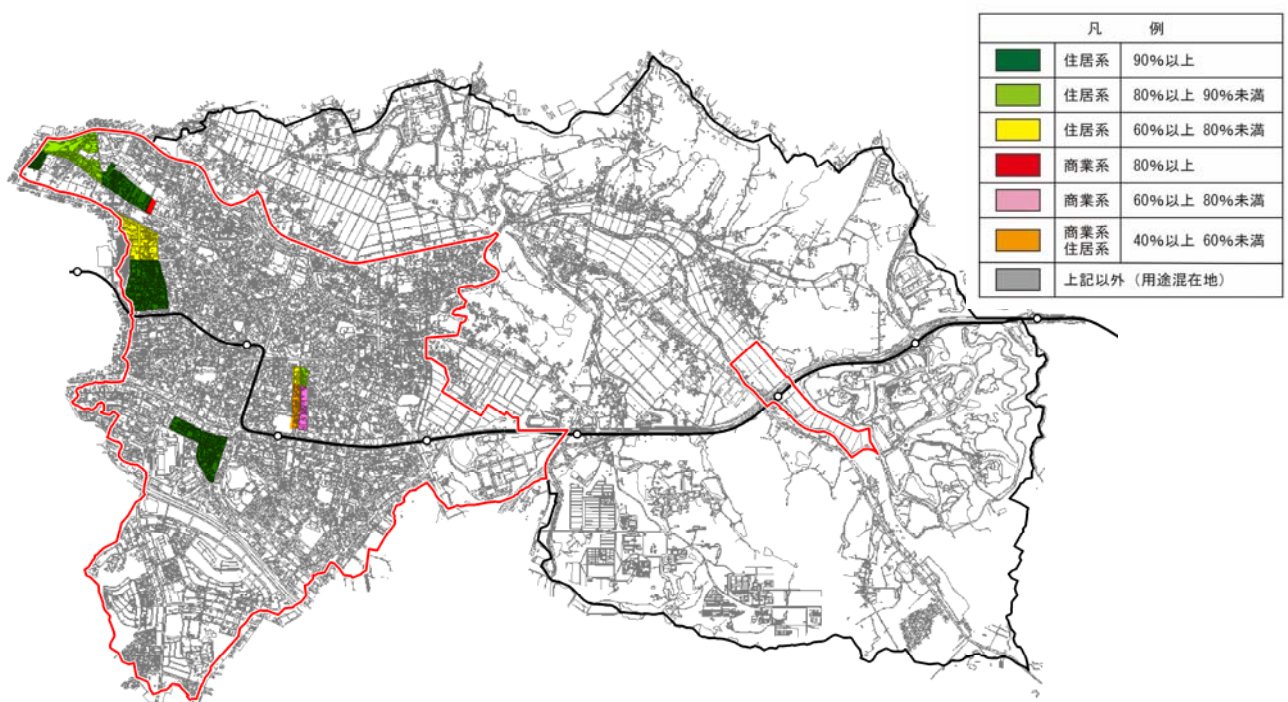 凡 例
住居系 90%以上
住居系 80%以上 90%未満
住居系 60%以上 80%未満
商業系 80%以上
商業系 60%以上 80%未満
商業系
住居系 40%以上 60%未満
上記以外（用途混在地）